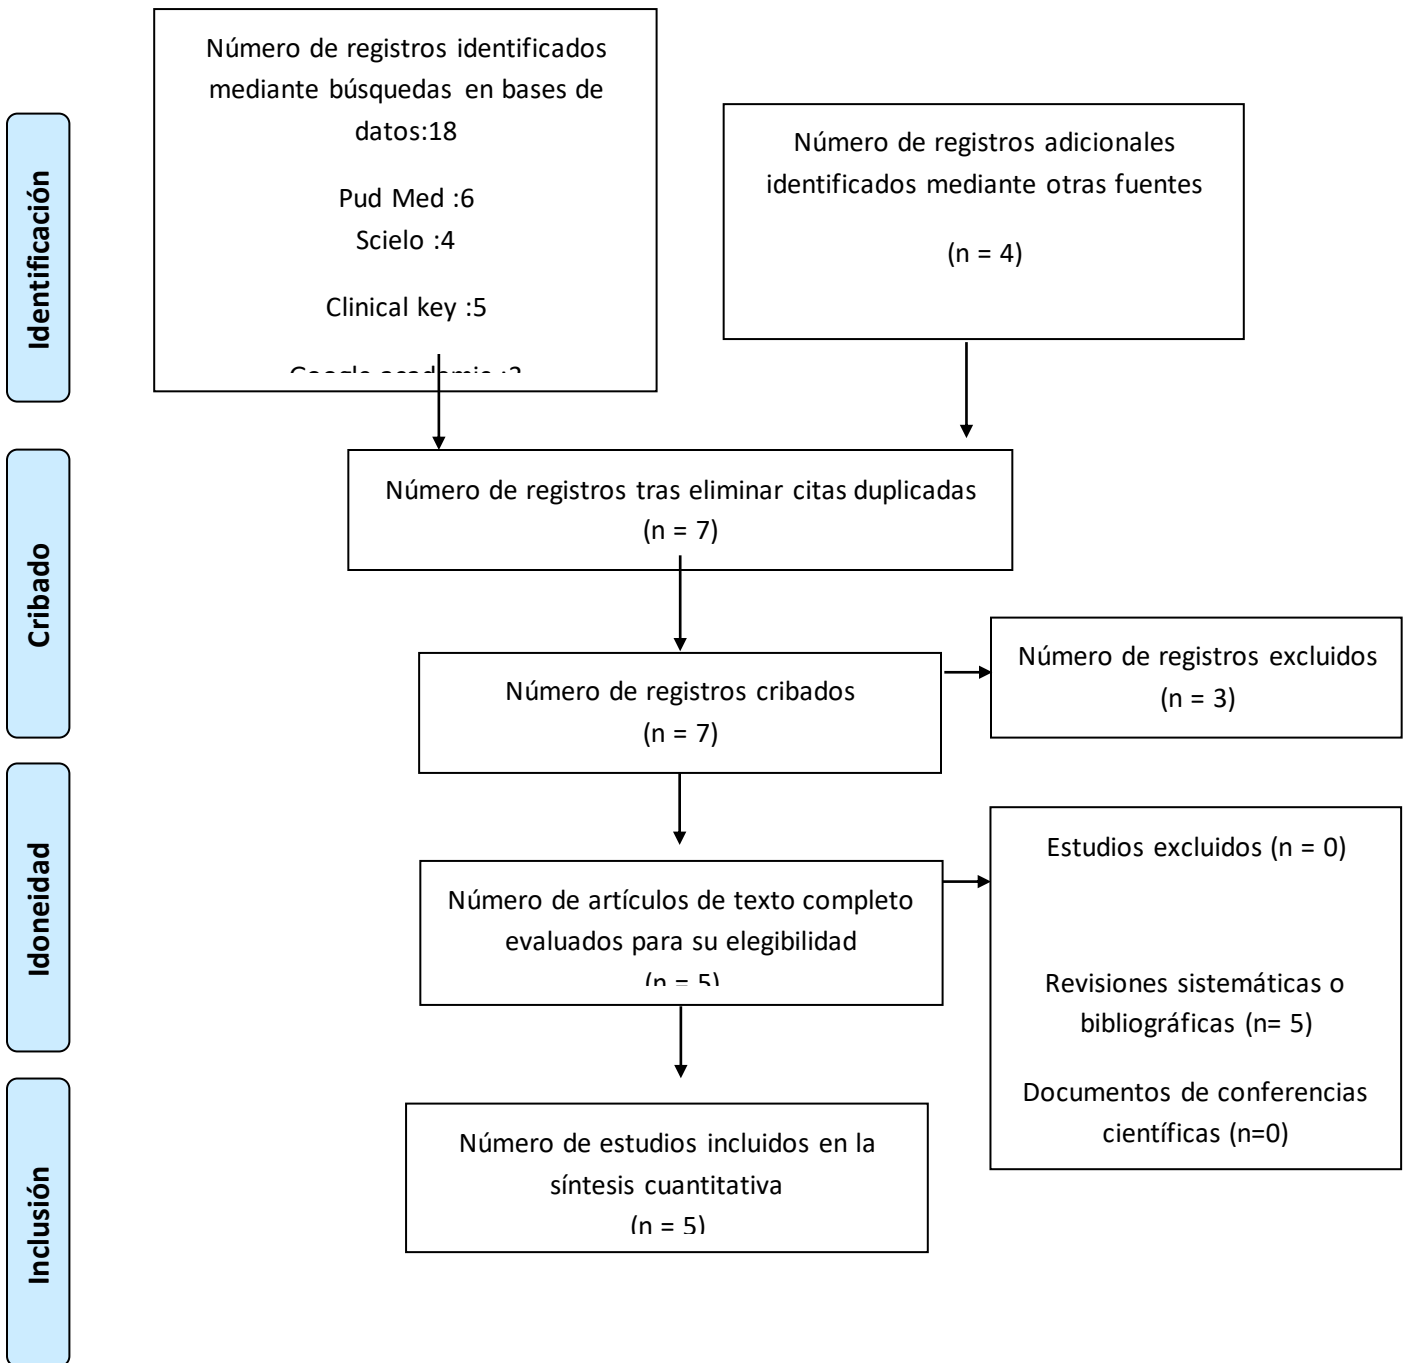 Número de registros identificados
mediante búsquedas en bases de
datos:18
Pud Med :6
Scielo :4
Clinical key :5
Número de registros adicionales
identificados mediante otras fuentes
(n = 4)
Identificación
Número de registros tras eliminar citas duplicadas
(n = 7)
Cribado
Número de registros cribados
(n = 7)
Número de registros excluidos
(n = 3)
Idoneidad
Número de artículos de texto completo
evaluados para su elegibilidad
(n = 5)
Estudios excluidos (n = 0)
Revisiones sistemáticas o
bibliográficas (n= 5)
Documentos de conferencias
científicas (n=0)
Inclusión
Número de estudios incluidos en la
síntesis cuantitativa
(n = 5)